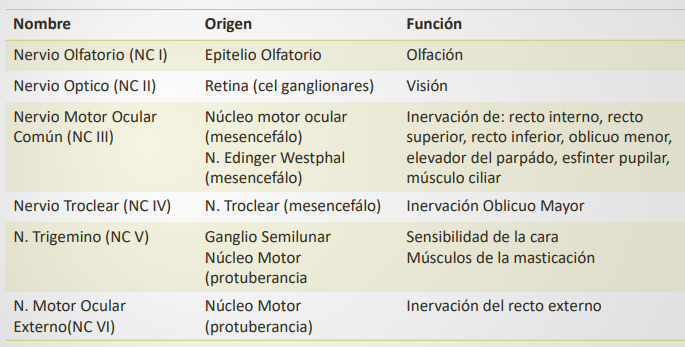 Nombre Origen Función
Nervio Olfatorio (NC I) Epitelio Olfatorio Olfación
Nervio Optico (NC II) Retina (cel ganglionares) Visión
Nervio Motor Ocular Núcleo motor ocular Inervación de: recto interno, recto
Común (NC III) (mesencefálo) superior, recto inferior, oblicuo menor,
N. Edinger Westphal elevador del parpádo, esfinter pupilar,
(mesencefálo) músculo ciliar
Nervio Troclear (NC IV) N. Troclear (mesencefálo) Inervación Oblicuo Mayor
N. Trigemino (NC V) Ganglio Semilunar Sensibilidad de la cara
Núcleo Motor Músculos de la masticación
(protuberancia
N. Motor Ocular Núcleo Motor Inervación del recto externo
Externo(NC VI) (protuberancia)